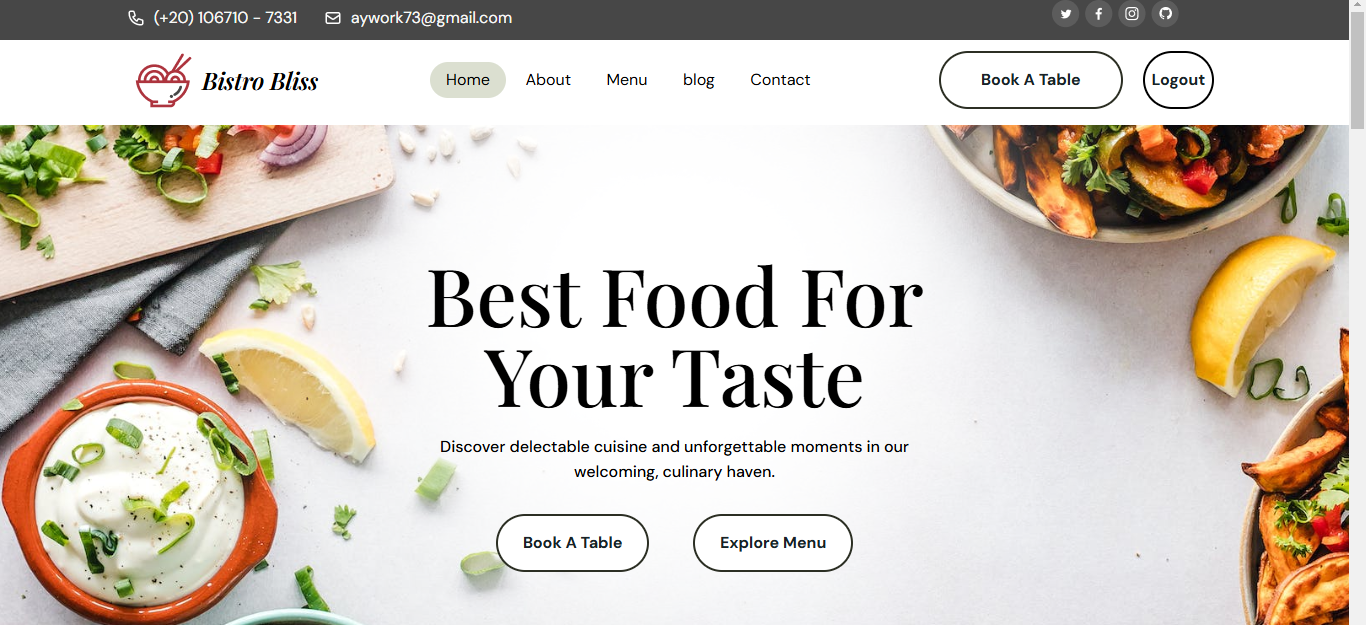 (+20) 106710 - 7331 aywork73@gmail.com
Bistro Bliss Home About Menu blog Contact Book A Table Logout
Best Food For
Your Taste
Discover delectable cuisine and unforgettable moments in our
welcoming, culinary haven.
Book A Table Explore Menu